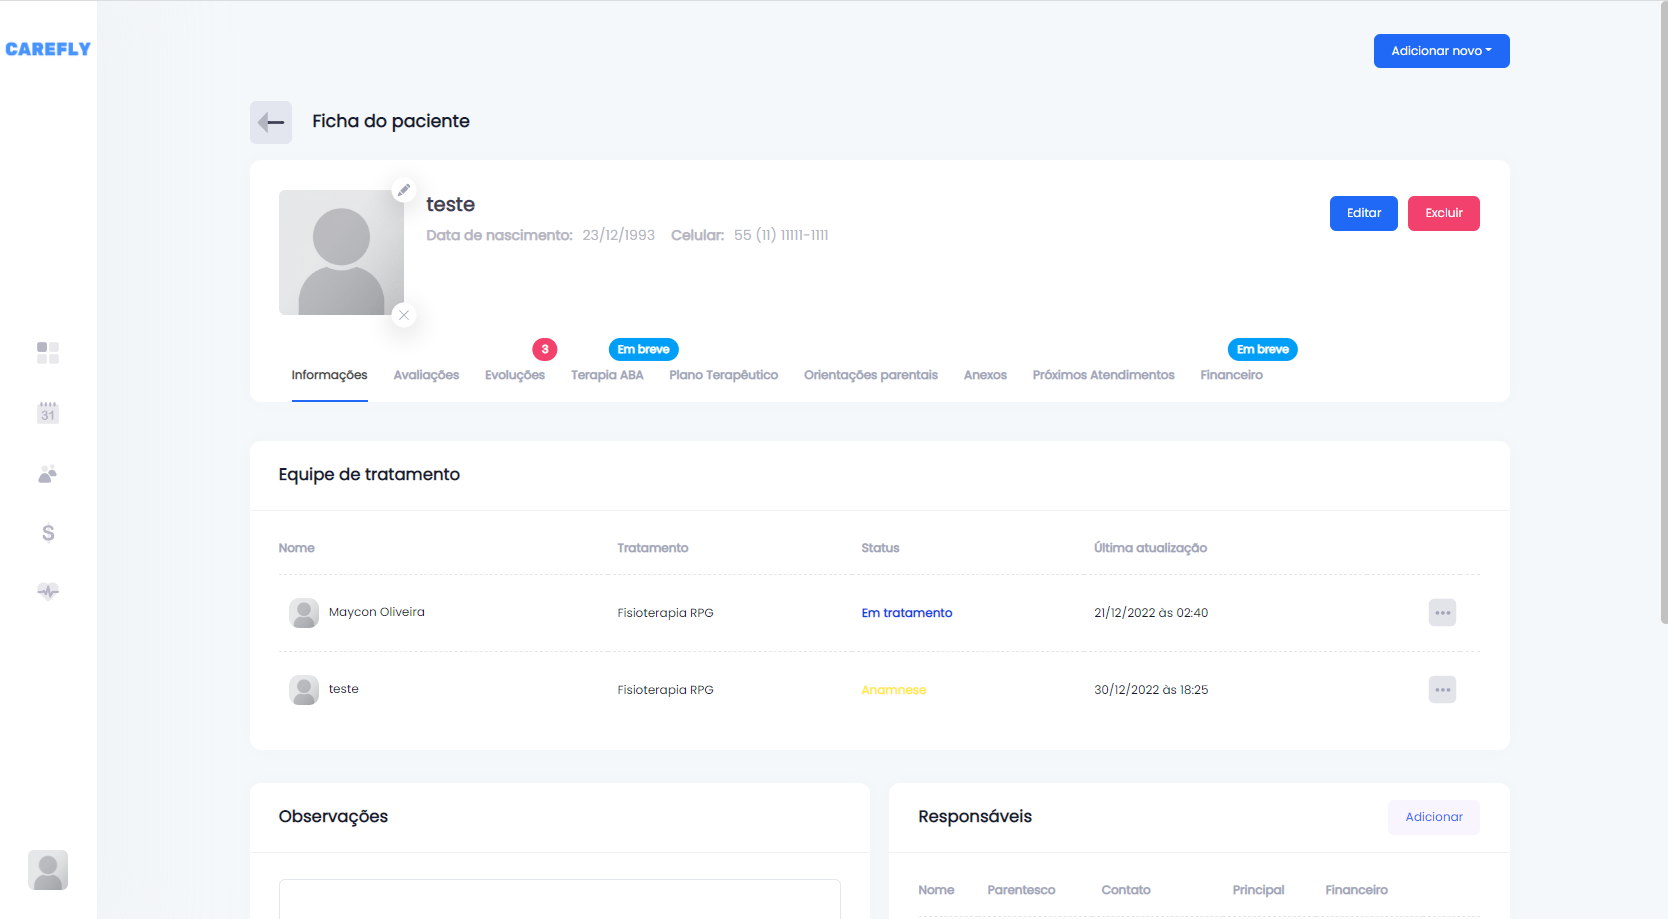 CAREFLY
Adicionar novo
Ficha do paciente
teste
Data de nascimento: 23/12/1993 Celular: 55 (11) 11111-1111
Editar Excluir
3 Em breve Em breve
Informações Avaliações Evoluções Terapia ABA Plano Terapêutico Orientações parentais Anexos Próximos Atendimentos Financeiro
31
$
Equipe de tratamento
Nome Tratamento Status Última atualização
Maycon Oliveira Fisioterapia RPG Em tratamento 21/12/2022 às 02:40
teste Fisioterapia RPG Anamnese 30/12/2022 às 18:25
Observações
Responsáveis Adicionar
Nome Parentesco Contato Principal Financeiro